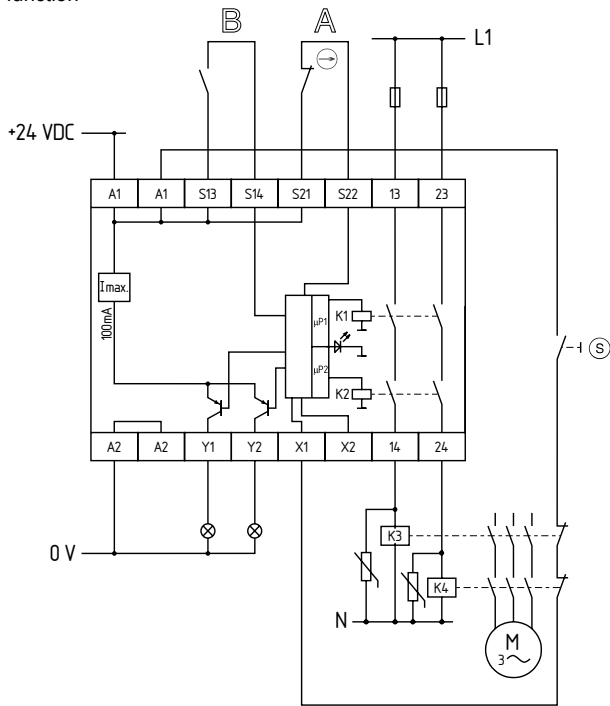 function
B A
L1
+24 VDC
A1 A1 S13 S14 S21 S22 13 23
Imax.
100mA
µP1
K1
µP2
K2
S
A2 A2 Y1 Y2 X1 X2 14 24
0 V
K3
K4
N
M
3